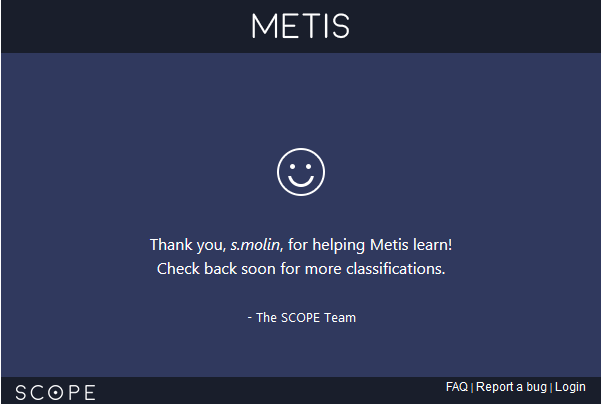 METIS
Thank you, s.molin, for helping Metis learn!
Check back soon for more classifications.
- The SCOPE Team
SCOPE
FAQ | Report a bug | Login